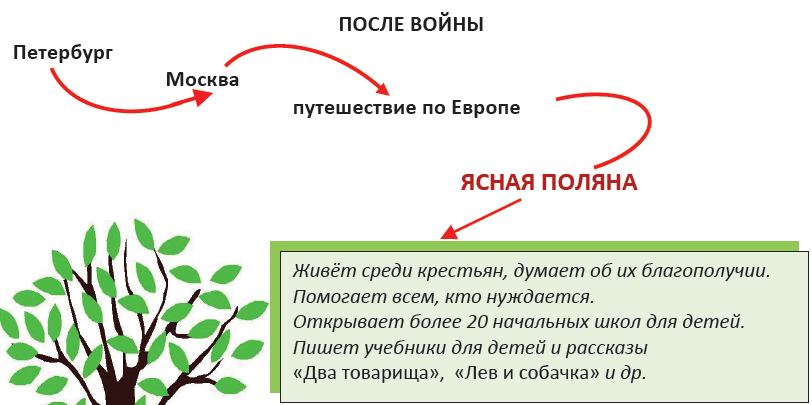 ПОСЛЕ ВОЙНЫ
Петербург
Москва
путешествие по Европе
ЯСНАЯ ПОЛЯНА
Живёт среди крестьян, думает об их благополучии.
Помогает всем, кто нуждается.
Открывает более 20 начальных школ для детей.
Пишет учебники для детей и рассказы
«Два товарища», «Лев и собачка» и др.